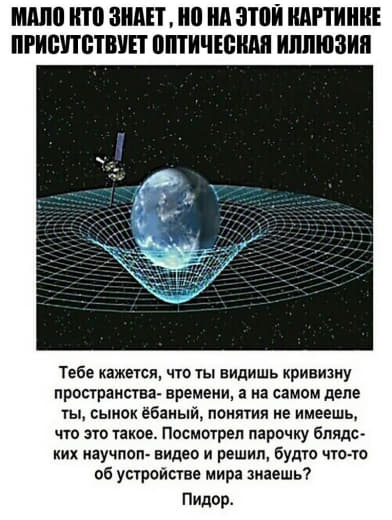 МАЛО КТО ЗНАЕТ , НО НА ЭТОЙ КАРТИНКЕ
ПРИСУТСТВУЕТ ОПТИЧЕСКАЯ ИЛЛЮЗИЯ
Тебе кажется, что ты видишь кривизну
пространства- времени, а на самом деле
ты, сынок ёбаный, понятия не имеешь,
что это такое. Посмотрел парочку блядс-
ких научпоп- видео и решил, будто что-то
об устройстве мира знаешь?
Пидор.